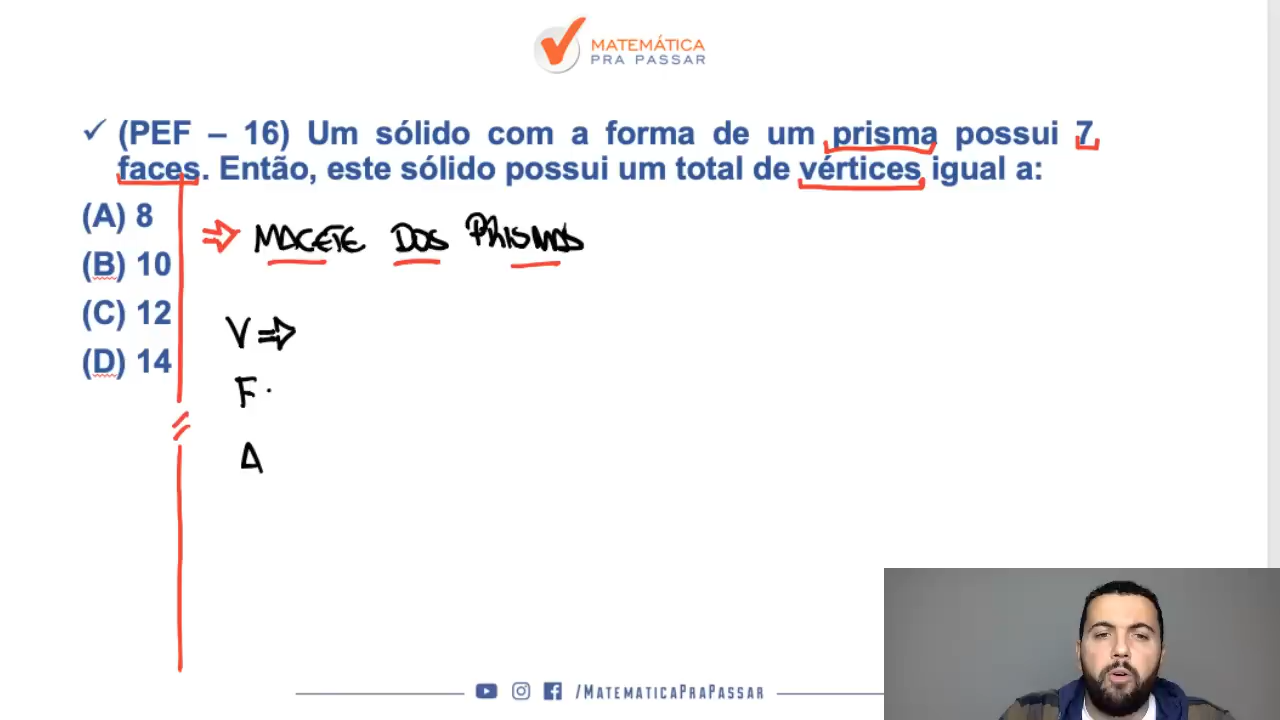 MATEMÁTICA
PRA PASSAR
✓ (PEF – 16) Um sólido com a forma de um prisma possui 7
faces. Então, este sólido possui um total de vértices igual a:
(A) 8
(B) 10
(C) 12
(D) 14
⇒ MACETE DOS PRISMAS
V ⇒
F
A
/MATEMATICAPRAPASSAR